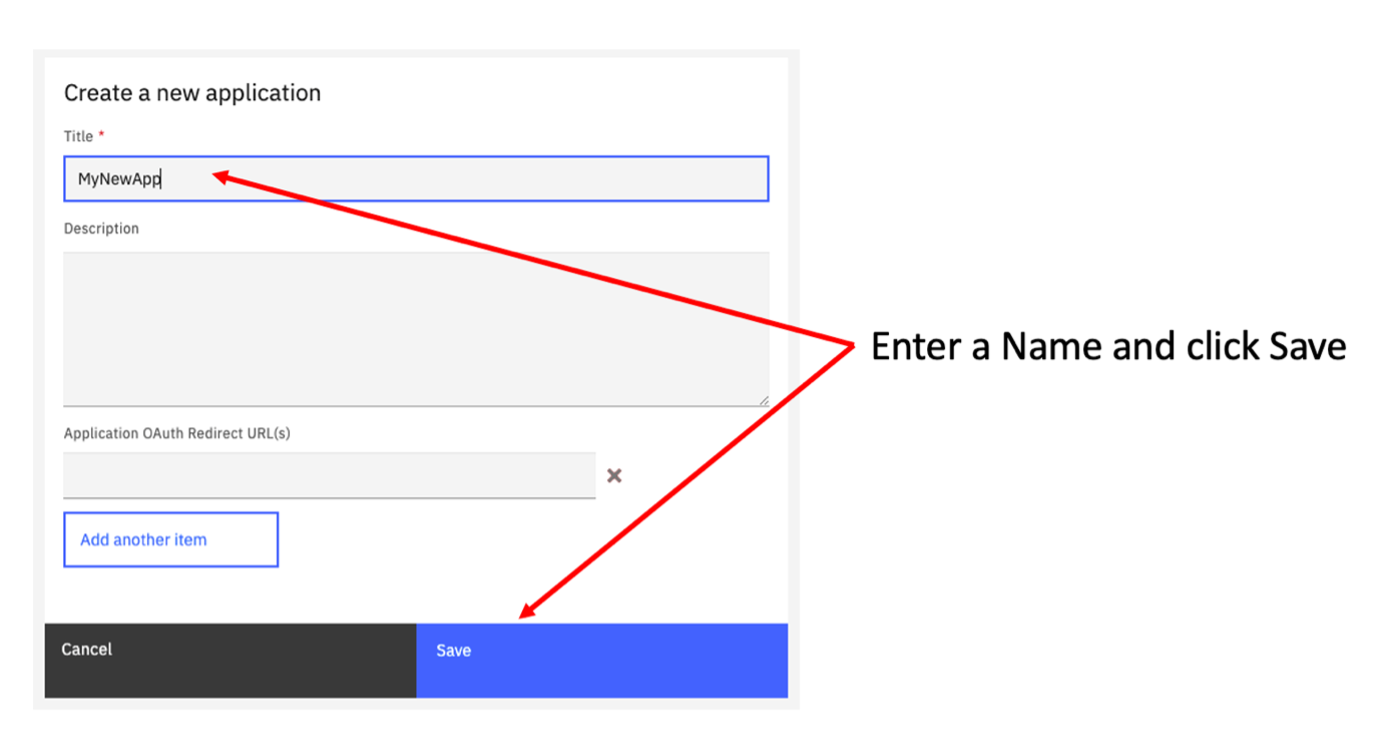 Create a new application
Title *
MyNewApp
Description
Application OAuth Redirect URL(s)
Add another item
Cancel
Save
Enter a Name and click Save